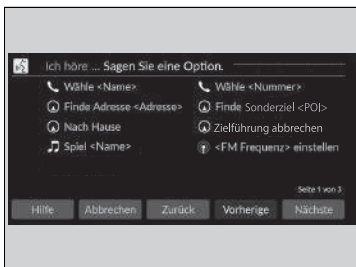 Ich höre ... Sagen Sie eine Option.
Wähle <Name>
Wähle <Nummer>
Finde Adresse <Adresse>
Finde Sonderziel <POI>
Nach Hause
Zielführung abbrechen
Spiel <Name>
<FM Frequenz> einstellen
Seite 1 von 3
Hilfe
Abbrechen
Zurück
Vorherige
Nächste